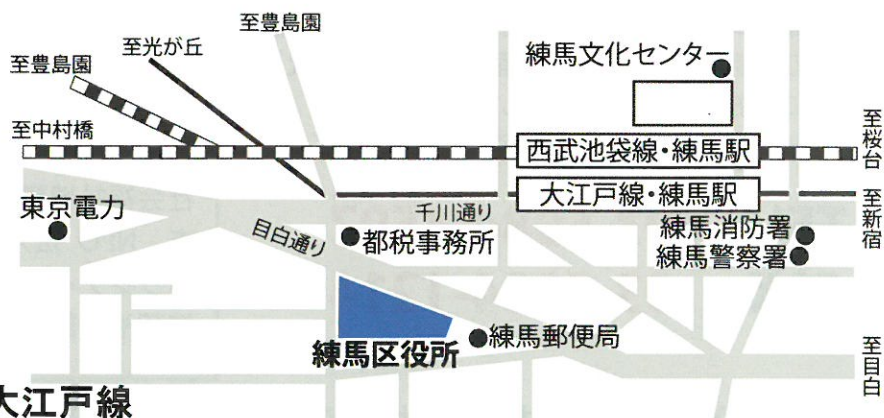 至豊島園
至光が丘
至豊島園
至中村橋
練馬文化センター
至桜台
西武池袋線・練馬駅
大江戸線・練馬駅
至新宿
東京電力
千川通り
目白通り
都税事務所
練馬消防署
練馬警察署
練馬区役所
練馬郵便局
至目白
大江戸線